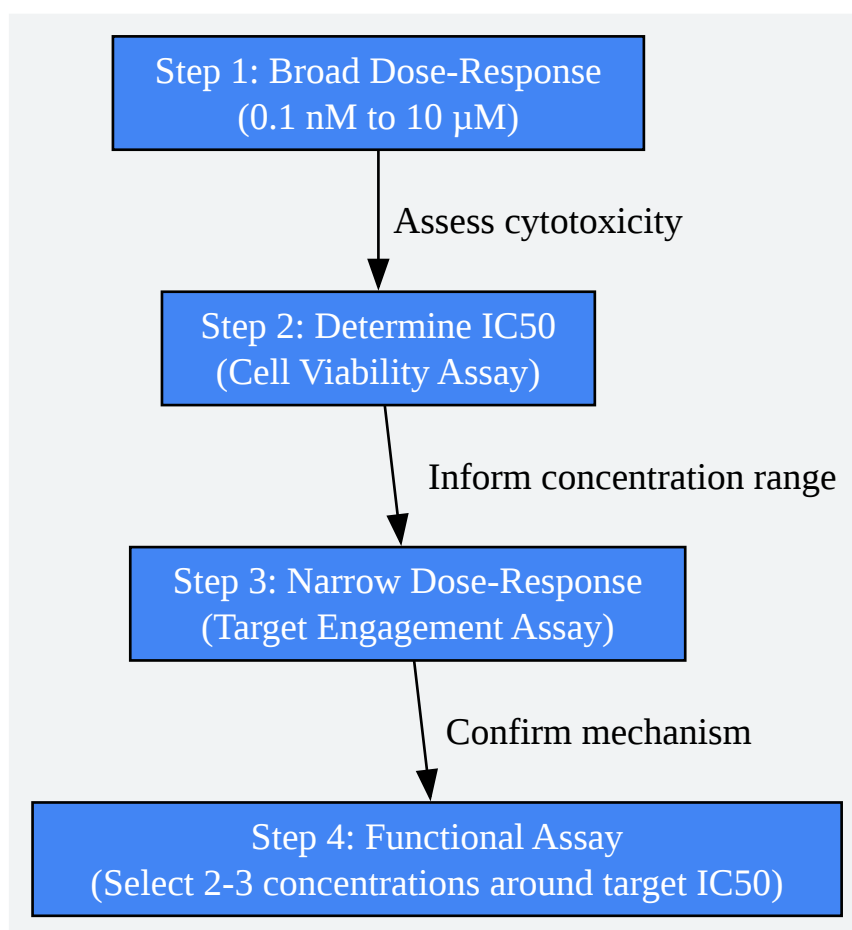 Step 1: Broad Dose-Response
(0.1 nM to 10 µM)
Assess cytotoxicity
Step 2: Determine IC50
(Cell Viability Assay)
Inform concentration range
Step 3: Narrow Dose-Response
(Target Engagement Assay)
Confirm mechanism
Step 4: Functional Assay
(Select 2-3 concentrations around target IC50)